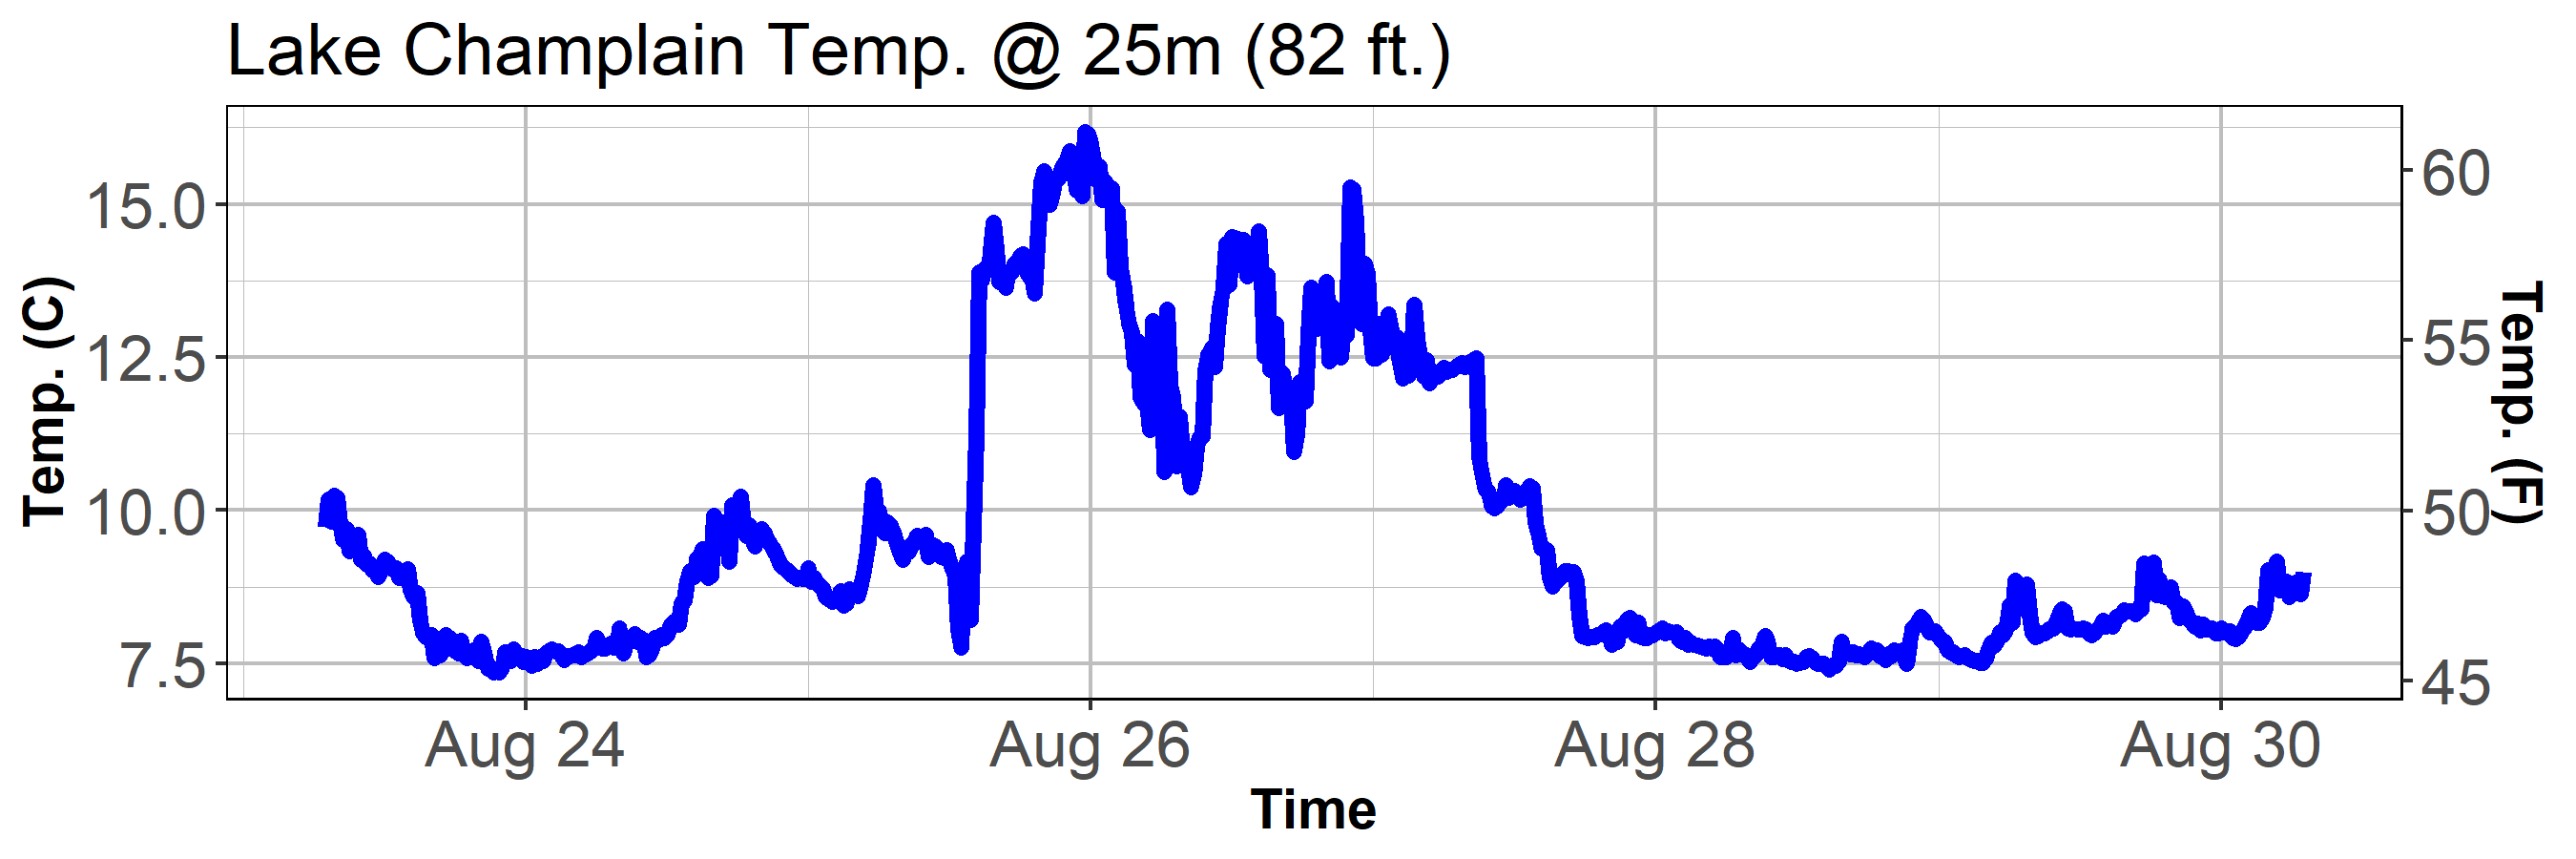 Lake Champlain Temp. @ 25m (82 ft.)
Temp. (C)
15.0
12.5
10.0
7.5
60
55
50
45
Temp. (F)
Aug 24
Aug 26
Aug 28
Aug 30
Time